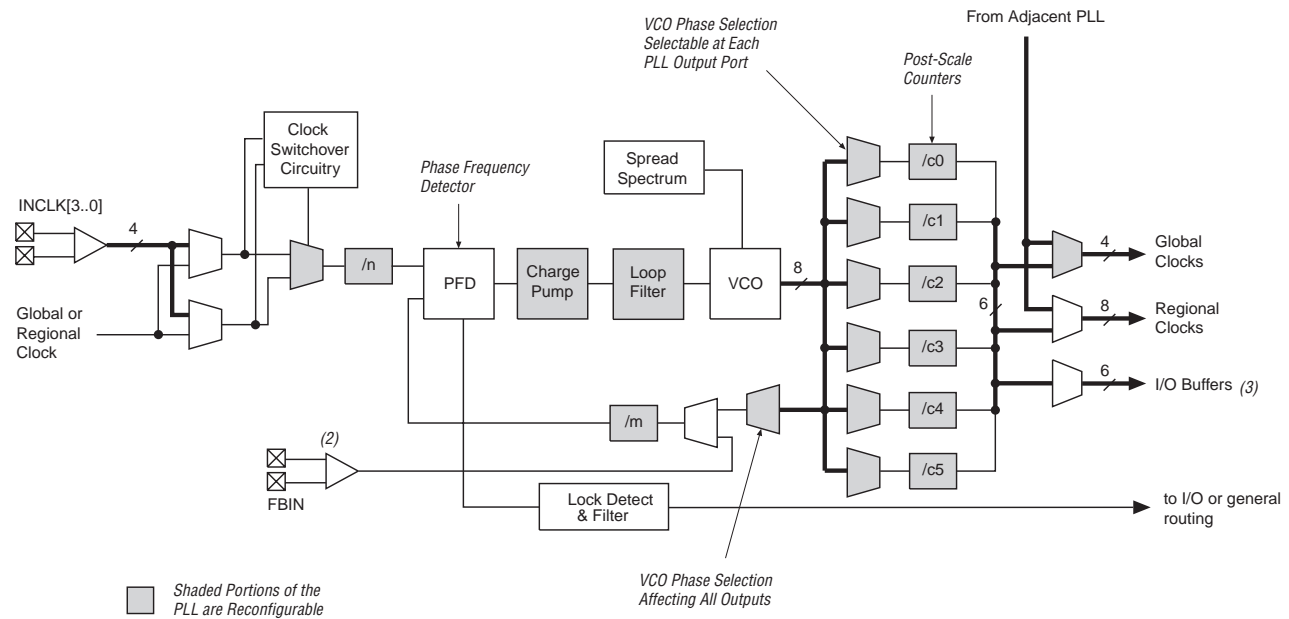 From Adjacent PLL
VCO Phase Selection
Selectable at Each
PLL Output Port
Post-Scale
Counters
Clock
Switchover
Circuitry
Phase Frequency
Detector
Spread
Spectrum
INCLK[3..0]
4
/n
PFD
Charge
Pump
Loop
Filter
VCO
8
/c0
/c1
/c2
/c3
/c4
/c5
6
4
Global
Clocks
8
Regional
Clocks
6
I/O Buffers (3)
Global or
Regional
Clock
/m
(2)
FBIN
Lock Detect
& Filter
to I/O or general
routing
VCO Phase Selection
Affecting All Outputs
Shaded Portions of the
PLL are Reconfigurable